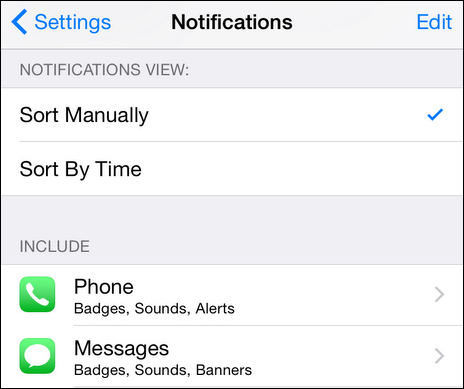 Settings Notifications Edit
NOTIFICATIONS VIEW:
Sort Manually
Sort By Time
INCLUDE
Phone
Badges, Sounds, Alerts
Messages
Badges, Sounds, Banners